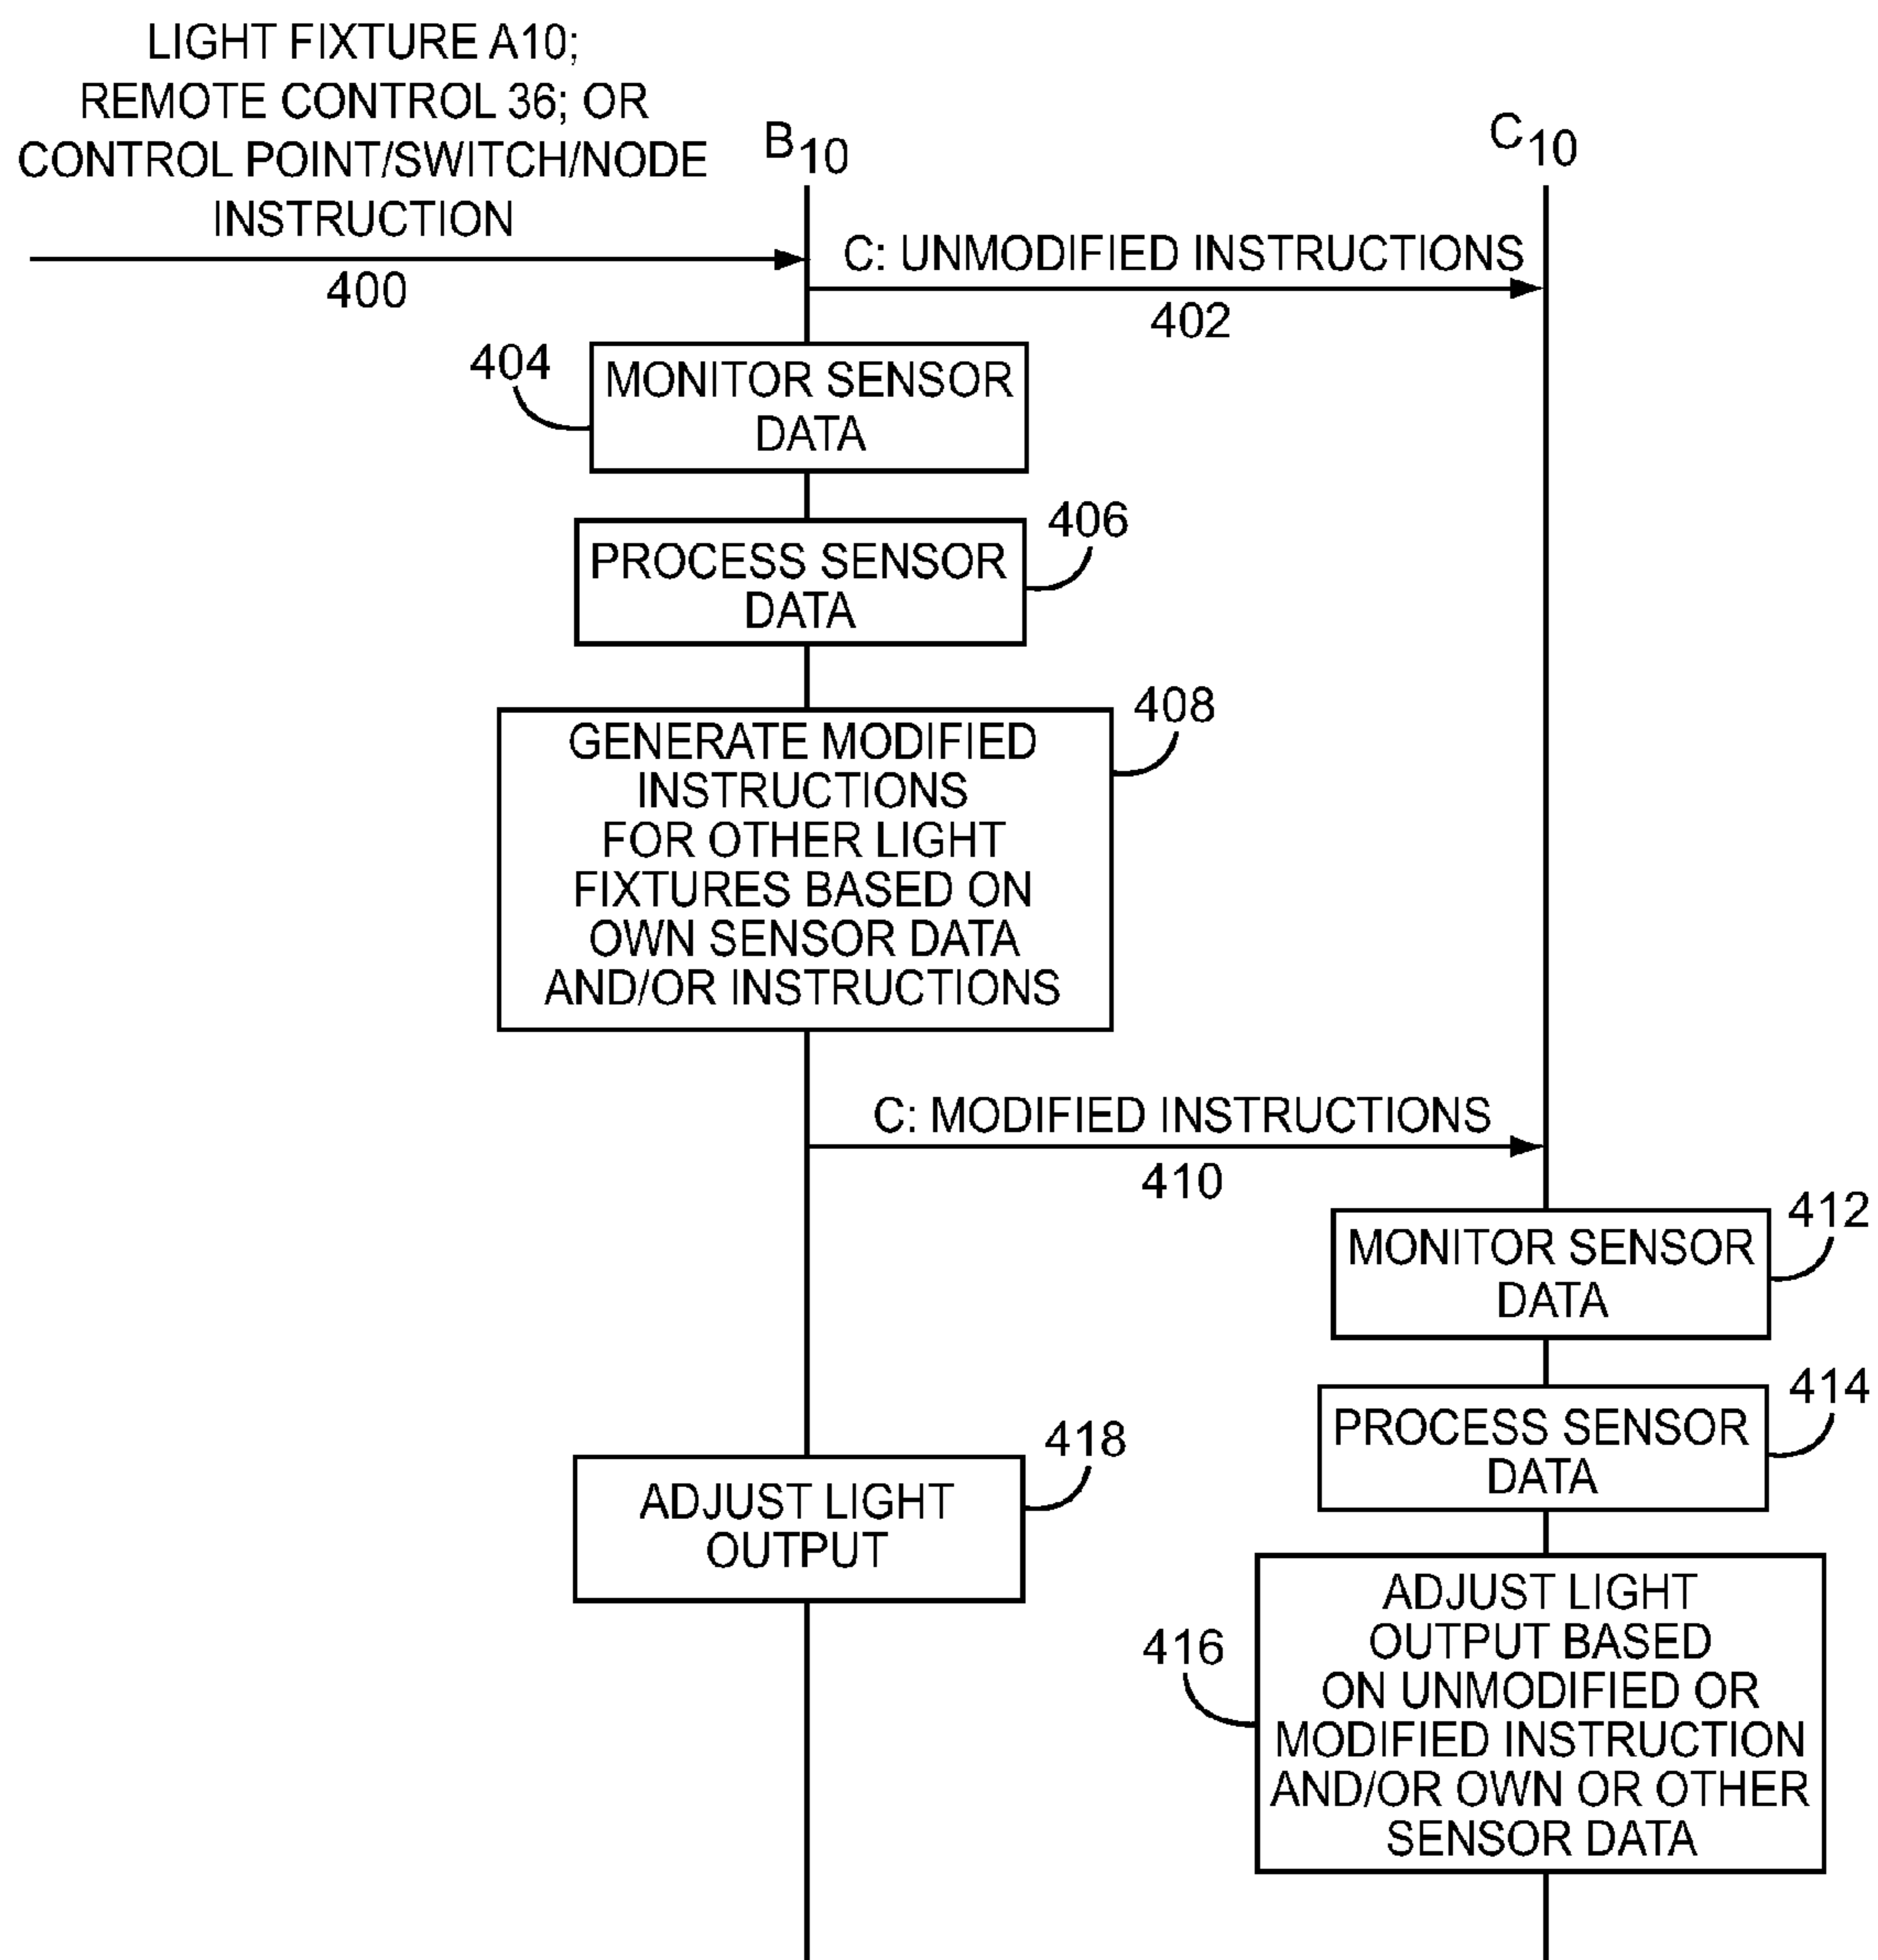 LIGHT FIXTURE A10;
REMOTE CONTROL 36; OR
CONTROL POINT/SWITCH/NODE
INSTRUCTION
400
B10
C10
C: UNMODIFIED INSTRUCTIONS
402
404
MONITOR SENSOR
DATA
406
PROCESS SENSOR
DATA
408
GENERATE MODIFIED
INSTRUCTIONS
FOR OTHER LIGHT
FIXTURES BASED ON
OWN SENSOR DATA
AND/OR INSTRUCTIONS
C: MODIFIED INSTRUCTIONS
410
412
MONITOR SENSOR
DATA
414
PROCESS SENSOR
DATA
418
ADJUST LIGHT
OUTPUT
416
ADJUST LIGHT
OUTPUT BASED
ON UNMODIFIED OR
MODIFIED INSTRUCTION
AND/OR OWN OR OTHER
SENSOR DATA